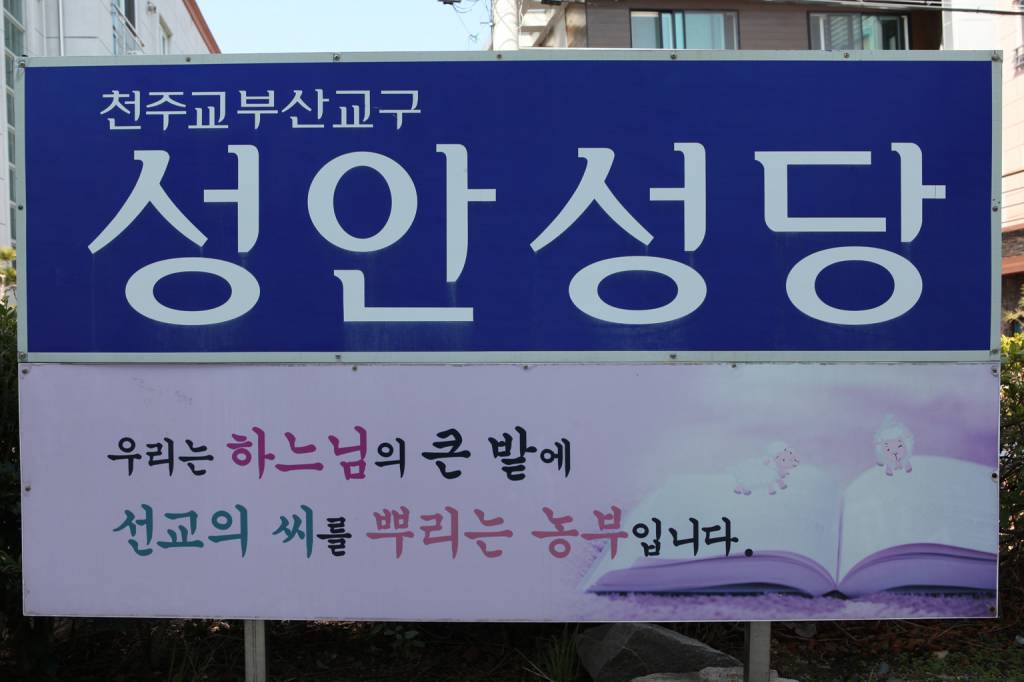 천주교부산교구
성안성당
우리는 하느님의 큰 밭에
선교의 씨를 뿌리는 농부입니다.